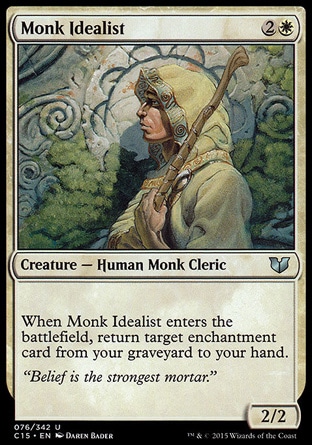 Monk Idealist 2
Creature — Human Monk Cleric
When Monk Idealist enters the
battlefield, return target enchantment
card from your graveyard to your hand.
"Belief is the strongest mortar."
2/2
076/342 U
C15 • EN Daren Bader
™ & © 2015 Wizards of the Coast